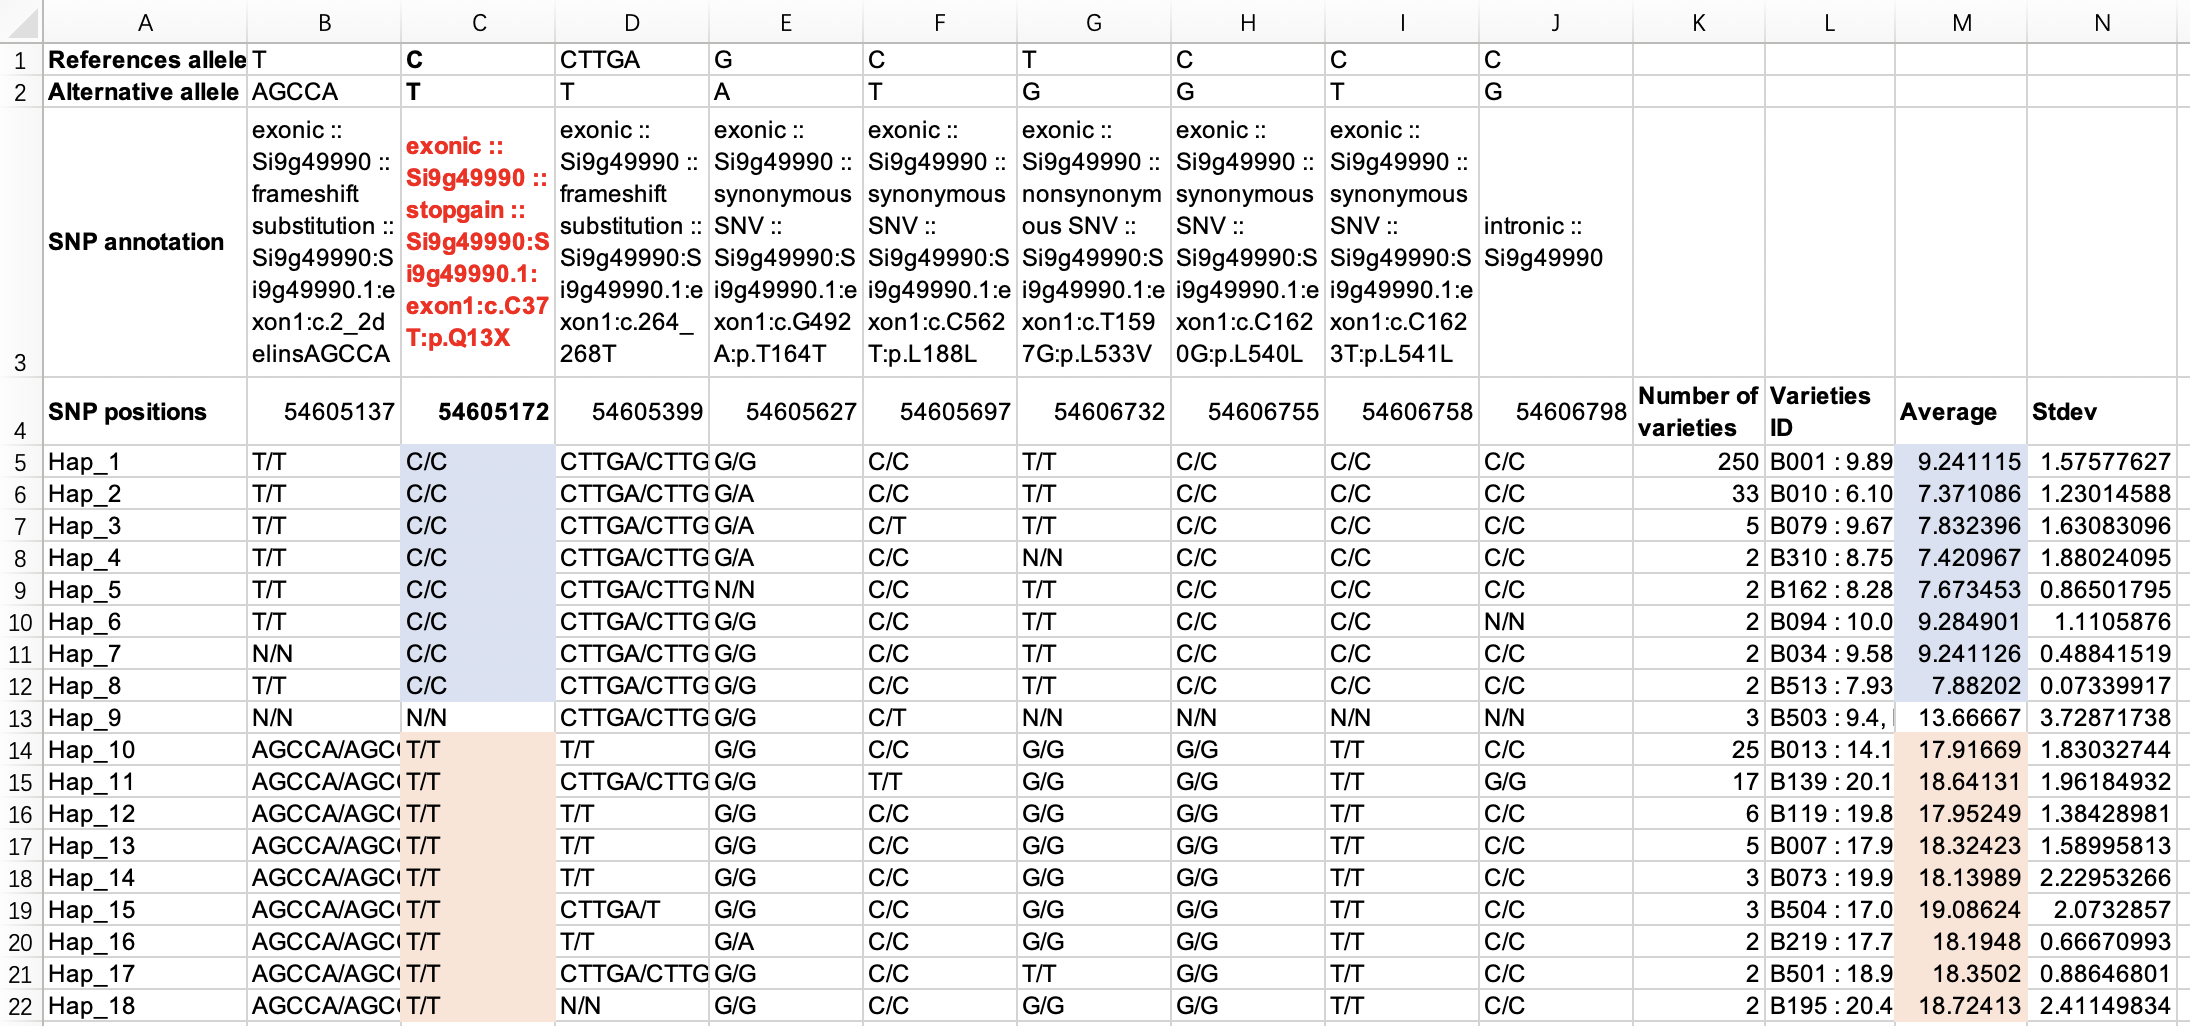 A B C D E F G H I J K L M N
1 References allele T C CTTGA G C T C C C
2 Alternative allele AGCCA T T A T G G T G
3 SNP annotation exonic :: Si9g49990 :: frameshift substitution :: Si9g49990:Si9g49990.1:exon1:c.2_2delinsAGCCA exonic :: Si9g49990 :: stopgain :: Si9g49990:Si9g49990.1:exon1:c.C37T:p.Q13X exonic :: Si9g49990 :: frameshift substitution :: Si9g49990:Si9g49990.1:exon1:c.264_268T exonic :: Si9g49990 :: synonymous SNV :: Si9g49990:Si9g49990.1:exon1:c.G492A:p.T164T exonic :: Si9g49990 :: synonymous SNV :: Si9g49990:Si9g49990.1:exon1:c.C562T:p.L188L exonic :: Si9g49990 :: nonsynonymous SNV :: Si9g49990:Si9g49990.1:exon1:c.T1597G:p.L533V exonic :: Si9g49990 :: synonymous SNV :: Si9g49990:Si9g49990.1:exon1:c.C1620G:p.L540L exonic :: Si9g49990 :: synonymous SNV :: Si9g49990:Si9g49990.1:exon1:c.C1623T:p.L541L intronic :: Si9g49990
4 SNP positions 54605137 54605172 54605399 54605627 54605697 54606732 54606755 54606758 54606798 Number of varieties Varieties ID Average Stdev
5 Hap_1 T/T C/C CTTGA/CTTG G/G C/C T/T C/C C/C C/C 250 B001 : 9.89 9.241115 1.57577627
6 Hap_2 T/T C/C CTTGA/CTTG G/A C/C T/T C/C C/C C/C 33 B010 : 6.10 7.371086 1.23014588
7 Hap_3 T/T C/C CTTGA/CTTG G/A C/T T/T C/C C/C C/C 5 B079 : 9.67 7.832396 1.63083096
8 Hap_4 T/T C/C CTTGA/CTTG G/A C/C N/N C/C C/C C/C 2 B310 : 8.75 7.420967 1.88024095
9 Hap_5 T/T C/C CTTGA/CTTG N/N C/C T/T C/C C/C C/C 2 B162 : 8.28 7.673453 0.86501795
10 Hap_6 T/T C/C CTTGA/CTTG G/G C/C T/T C/C C/C N/N 2 B094 : 10.0 9.284901 1.1105876
11 Hap_7 N/N C/C CTTGA/CTTG G/G C/C T/T C/C C/C C/C 2 B034 : 9.58 9.241126 0.48841519
12 Hap_8 T/T C/C CTTGA/CTTG G/G C/C T/T C/C C/C C/C 2 B513 : 7.93 7.88202 0.07339917
13 Hap_9 N/N N/N CTTGA/CTTG G/G C/T N/N N/N N/N N/N 3 B503 : 9.4, 13.66667 3.72871738
14 Hap_10 AGCCA/AGC T/T T/T G/G C/C G/G G/G T/T C/C 25 B013 : 14.1 17.91669 1.83032744
15 Hap_11 AGCCA/AGC T/T CTTGA/CTTG G/G T/T G/G G/G T/T G/G 17 B139 : 20.1 18.64131 1.96184932
16 Hap_12 AGCCA/AGC T/T T/T G/G C/C G/G G/G T/T C/C 6 B119 : 19.8 17.95249 1.38428981
17 Hap_13 AGCCA/AGC T/T T/T G/G C/C G/G G/G T/T C/C 5 B007 : 17.9 18.32423 1.58995813
18 Hap_14 AGCCA/AGC T/T T/T G/G C/C G/G G/G T/T C/C 3 B073 : 19.9 18.13989 2.22953266
19 Hap_15 AGCCA/AGC T/T CTTGA/T G/G C/C G/G G/G T/T C/C 3 B504 : 17.0 19.08624 2.0732857
20 Hap_16 AGCCA/AGC T/T T/T G/A C/C G/G G/G T/T C/C 2 B219 : 17.7 18.1948 0.66670993
21 Hap_17 AGCCA/AGC T/T CTTGA/CTTG G/G C/C T/T G/G T/T C/C 2 B501 : 18.9 18.3502 0.88646801
22 Hap_18 AGCCA/AGC T/T N/N G/G C/C G/G G/G T/T C/C 2 B195 : 20.4 18.72413 2.41149834